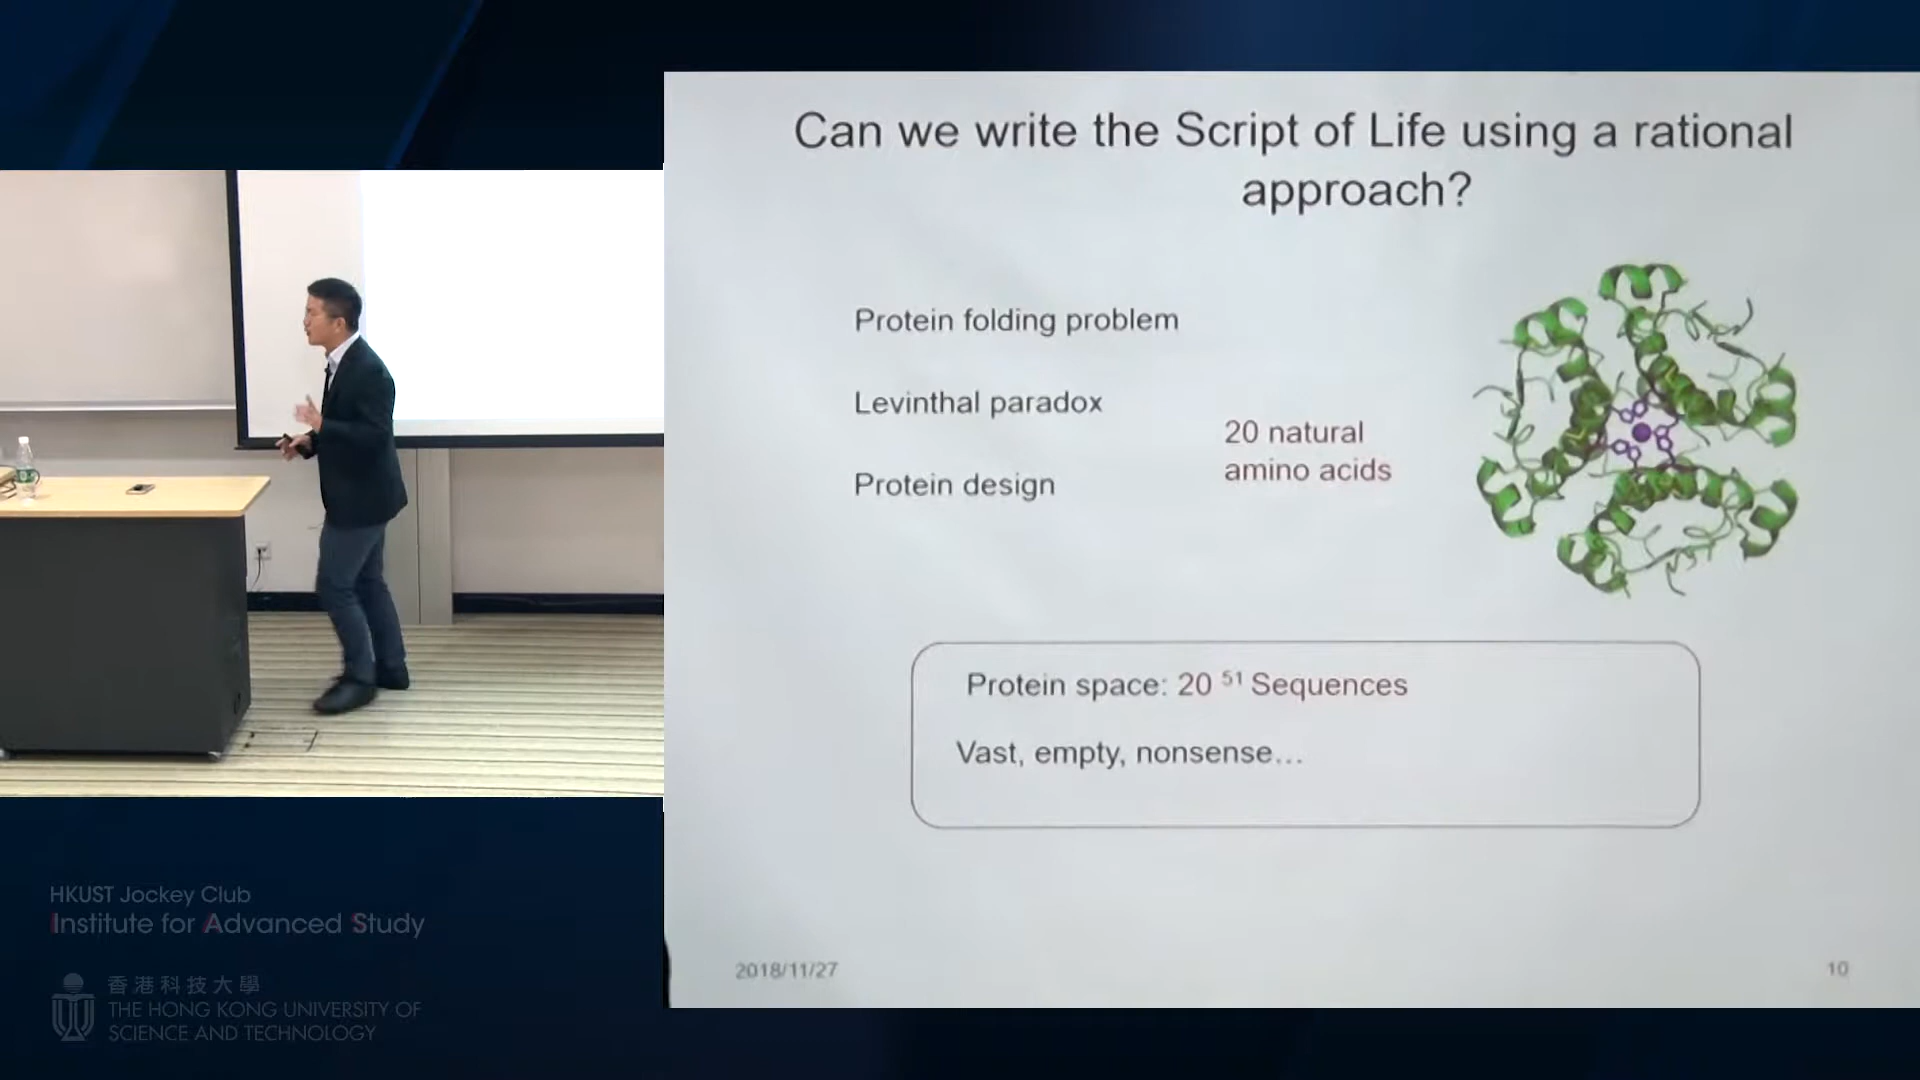 Can we write the Script of Life using a rational
approach?
Protein folding problem
Levinthal paradox
Protein design
20 natural
amino acids
Protein space: 20 51 Sequences
Vast, empty, nonsense...
2018/11/27
10
HKUST Jockey Club
Institute for Advanced Study
香港科技大學
THE HONG KONG UNIVERSITY OF
SCIENCE AND TECHNOLOGY